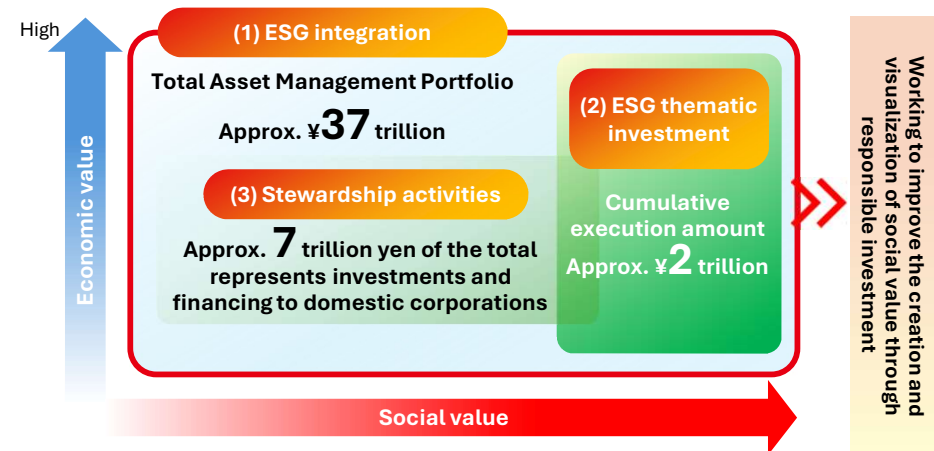 High
(1) ESG integration
Total Asset Management Portfolio
Approx. ¥37 trillion
(2) ESG thematic
investment
(3) Stewardship activities
Approx. 7 trillion yen of the total
represents investments and
financing to domestic corporations
Cumulative
execution amount
Approx. ¥2 trillion
Economic value
Social value
Working to improve the creation and
visualization of social value through
responsible investment